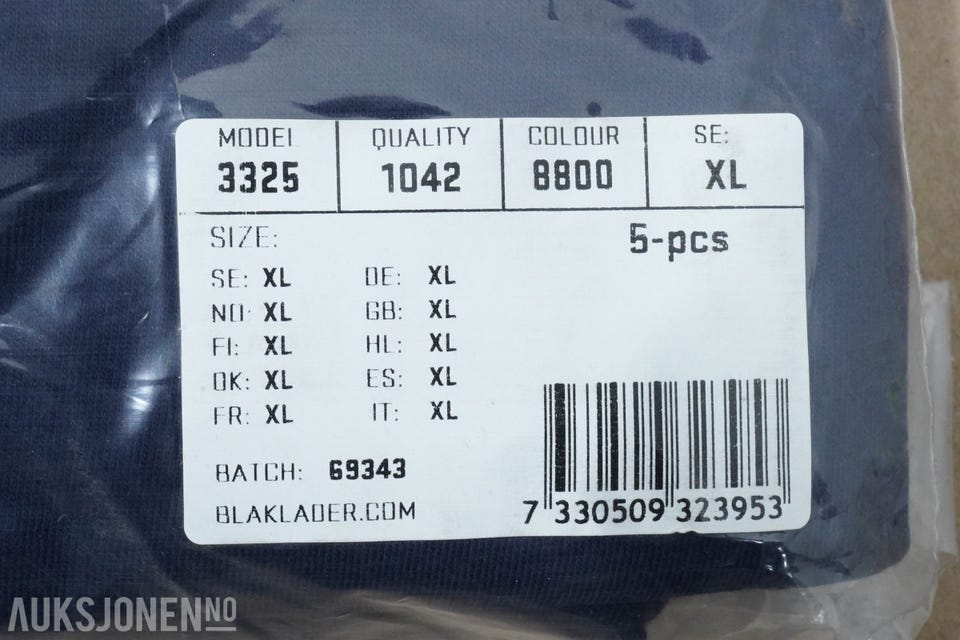 MODEL QUALITY COLOUR SE:
3325 1042 8800 XL
SIZE: 5-pcs
SE: XL DE: XL
NO: XL GB: XL
FI: XL HL: XL
DK: XL ES: XL
FR: XL IT: XL
BATCH: 69343
BLAKLADER.COM
7 330509 323953
AUKSJONEN.NO